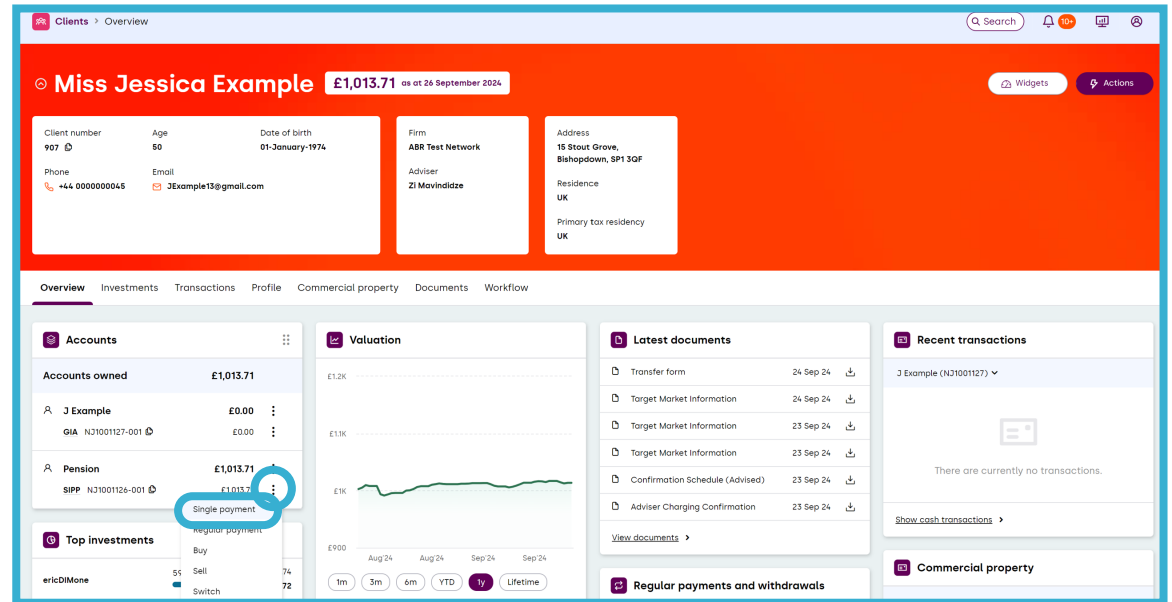 Clients > Overview
Search
10+
Miss Jessica Example £1,013.71 as at 26 September 2024
Widgets
Actions
Client number Age Date of birth
907 50 01-January-1974
Phone Email
+44 0000000045 JExample13@gmail.com
Firm
ABR Test Network
Adviser
Zi Mavindidze
Address
15 Stout Grove,
Bishopdown, SP1 3QF
Residence
UK
Primary tax residency
UK
Overview Investments Transactions Profile Commercial property Documents Workflow
Accounts
Accounts owned £1,013.71
J Example £0.00
GIA NJ1001127-001 £0.00
Pension £1,013.71
SIPP NJ1001126-001
Single payment
Regular payment
Buy
Sell
Switch
Top investments
ericDIMone
72
Valuation
£1.2K
£1.1K
£1K
£900
Aug'24 Aug'24 Sep'24 Sep'24
1m 3m 6m YTD 1y Lifetime
Latest documents
Transfer form 24 Sep 24
Target Market Information 24 Sep 24
Target Market Information 23 Sep 24
Target Market Information 23 Sep 24
Confirmation Schedule (Advised) 23 Sep 24
Adviser Charging Confirmation 23 Sep 24
View documents >
Regular payments and withdrawals
Recent transactions
J Example (NJ1001127)
There are currently no transactions.
Show cash transactions >
Commercial property